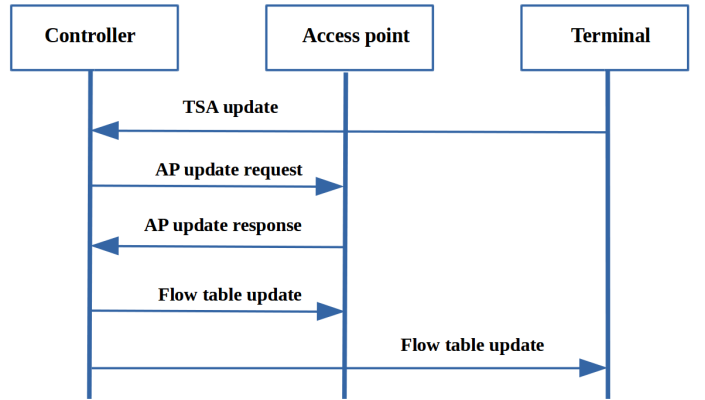 Controller
Access point
Terminal
TSA update
AP update request
AP update response
Flow table update
Flow table update